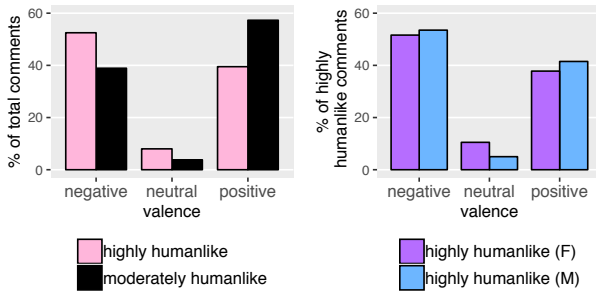 % of total comments
60
40
20
0
negative neutral positive
valence
highly humanlike
moderately humanlike
% of highly
humanlike comments
60
40
20
0
negative neutral positive
valence
highly humanlike (F)
highly humanlike (M)